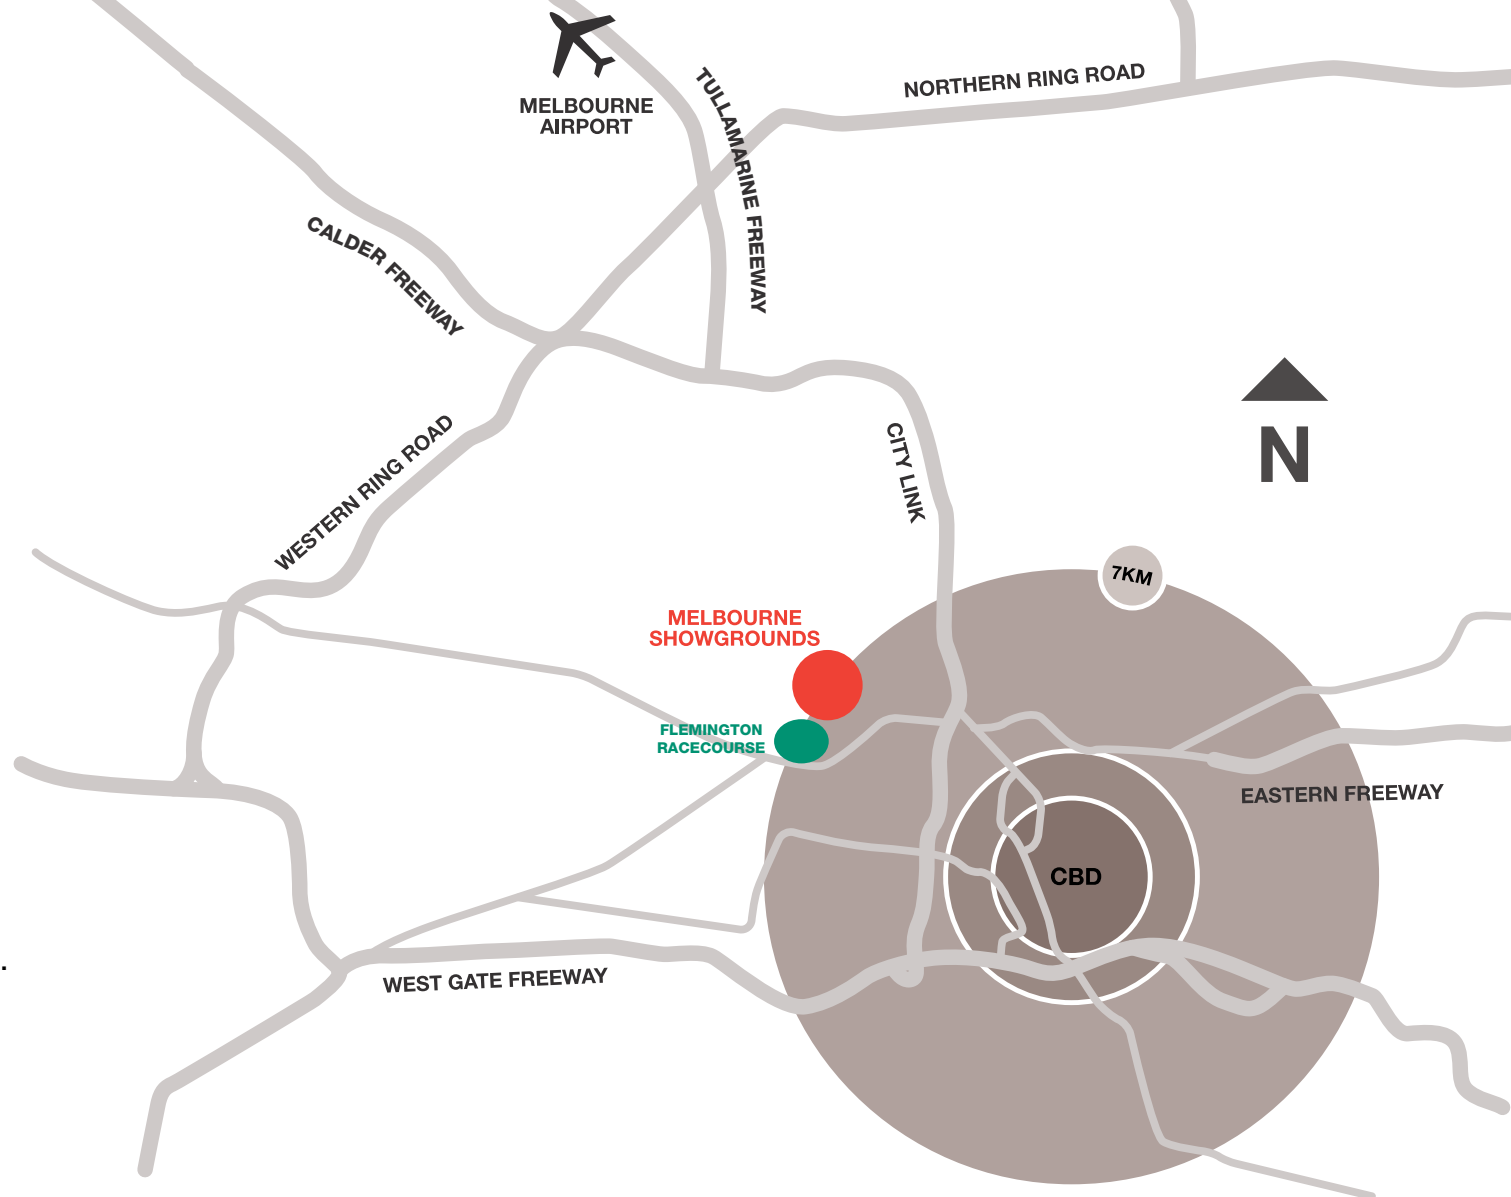 MELBOURNE
AIRPORT
TULLAMARINE FREEWAY
NORTHERN RING ROAD
CALDER FREEWAY
WESTERN RING ROAD
CITY LINK
N
7KM
MELBOURNE
SHOWGROUNDS
FLEMINGTON
RACECOURSE
EASTERN FREEWAY
CBD
WEST GATE FREEWAY
.